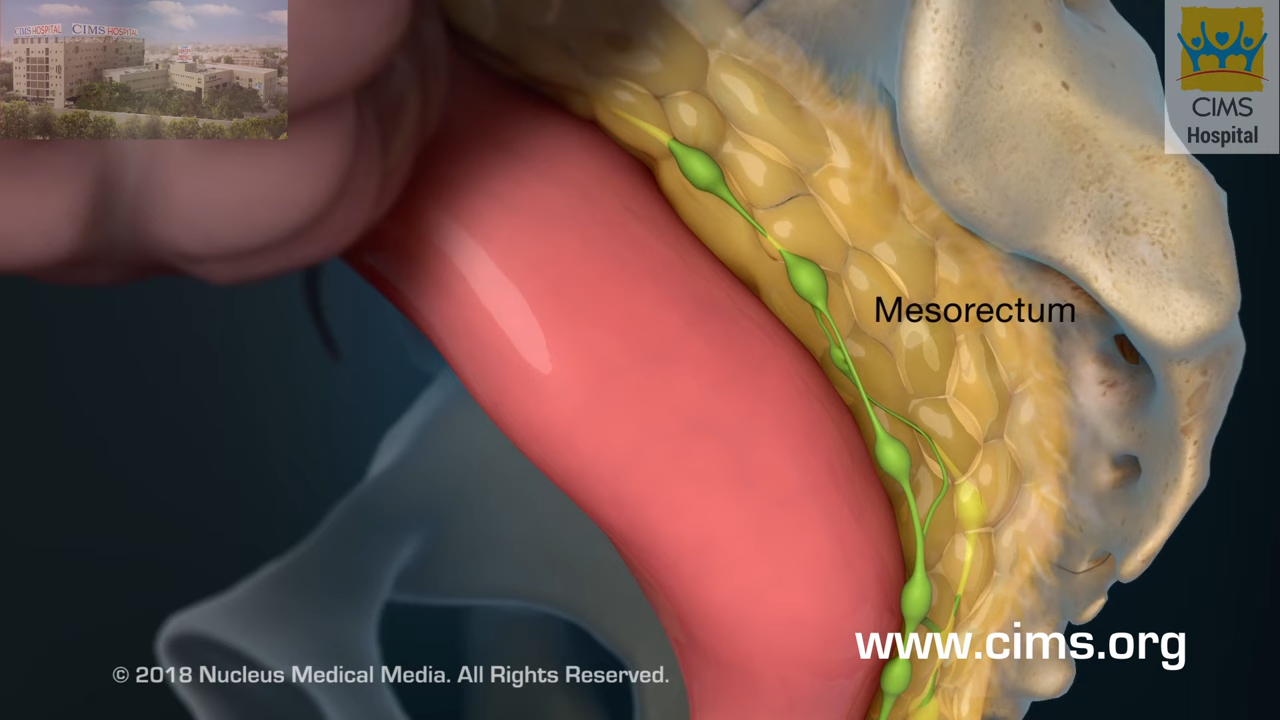 CIMS HOSPITAL CIMS HOSPITAL
CIMS
Hospital
Mesorectum
www.cims.org
© 2018 Nucleus Medical Media. All Rights Reserved.